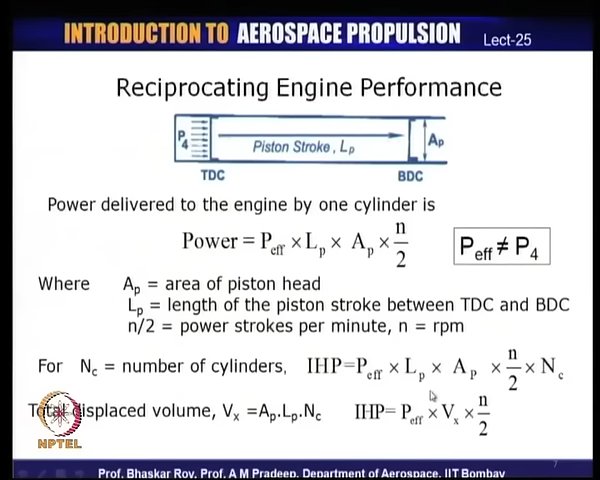 INTRODUCTION TO AEROSPACE PROPULSION Lect-25
Reciprocating Engine Performance
P4 Piston Stroke, Lp Ap
TDC BDC
Power delivered to the engine by one cylinder is
Power = Peff × Lp × Ap × n/2
Peff ≠ P4
Where Ap = area of piston head
Lp = length of the piston stroke between TDC and BDC
n/2 = power strokes per minute, n = rpm
For Nc = number of cylinders, IHP=Peff × Lp × AP × n/2 × Nc
Total displaced volume, Vx =Ap.Lp.Nc IHP= Peff × Vx × n/2
NPTEL
7
Prof. Bhaskar Roy, Prof. A M Pradeep, Department of Aerospace, IIT Bombay